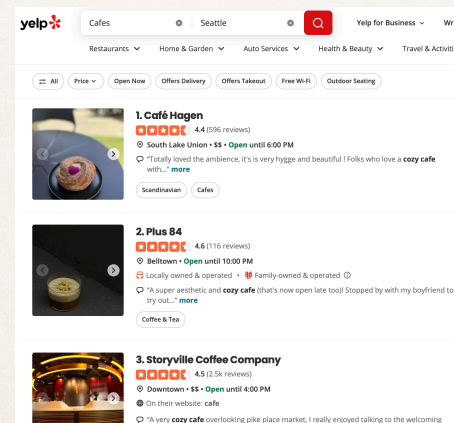 yelp
Cafes
Seattle
Yelp for Business
Wr
Restaurants
Home & Garden
Auto Services
Health & Beauty
Travel & Activiti
All
Price
Open Now
Offers Delivery
Offers Takeout
Free Wi-Fi
Outdoor Seating
1. Café Hagen
4.4 (596 reviews)
South Lake Union • $$ • Open until 6:00 PM
"Totally loved the ambience, it's is very hygge and beautiful ! Folks who love a cozy cafe
with..." more
Scandinavian
Cafes
2. Plus 84
4.6 (116 reviews)
Belltown • Open until 10:00 PM
Locally owned & operated • Family-owned & operated
"A super aesthetic and cozy cafe (that's now open late too)! Stopped by with my boyfriend to
try out..." more
Coffee & Tea
3. Storyville Coffee Company
4.5 (2.5k reviews)
Downtown • $$ • Open until 4:00 PM
On their website: cafe
"A very cozy cafe overlooking pike place market, I really enjoyed talking to the welcoming